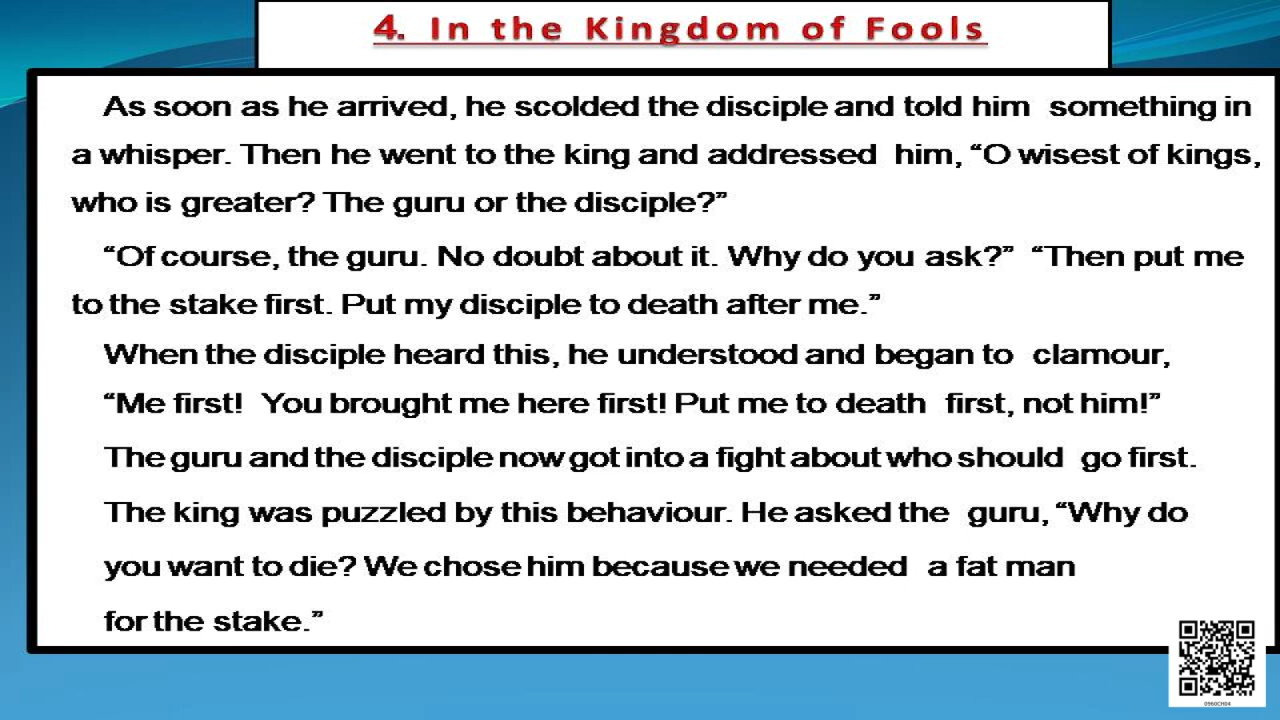 4. In the Kingdom of Fools
As soon as he arrived, he scolded the disciple and told him something in
a whisper. Then he went to the king and addressed him, “O wisest of kings,
who is greater? The guru or the disciple?”
“Of course, the guru. No doubt about it. Why do you ask?” “Then put me
to the stake first. Put my disciple to death after me.”
When the disciple heard this, he understood and began to clamour,
“Me first! You brought me here first! Put me to death first, not him!”
The guru and the disciple now got into a fight about who should go first.
The king was puzzled by this behaviour. He asked the guru, “Why do
you want to die? We chose him because we needed a fat man
for the stake.”
0960CH04